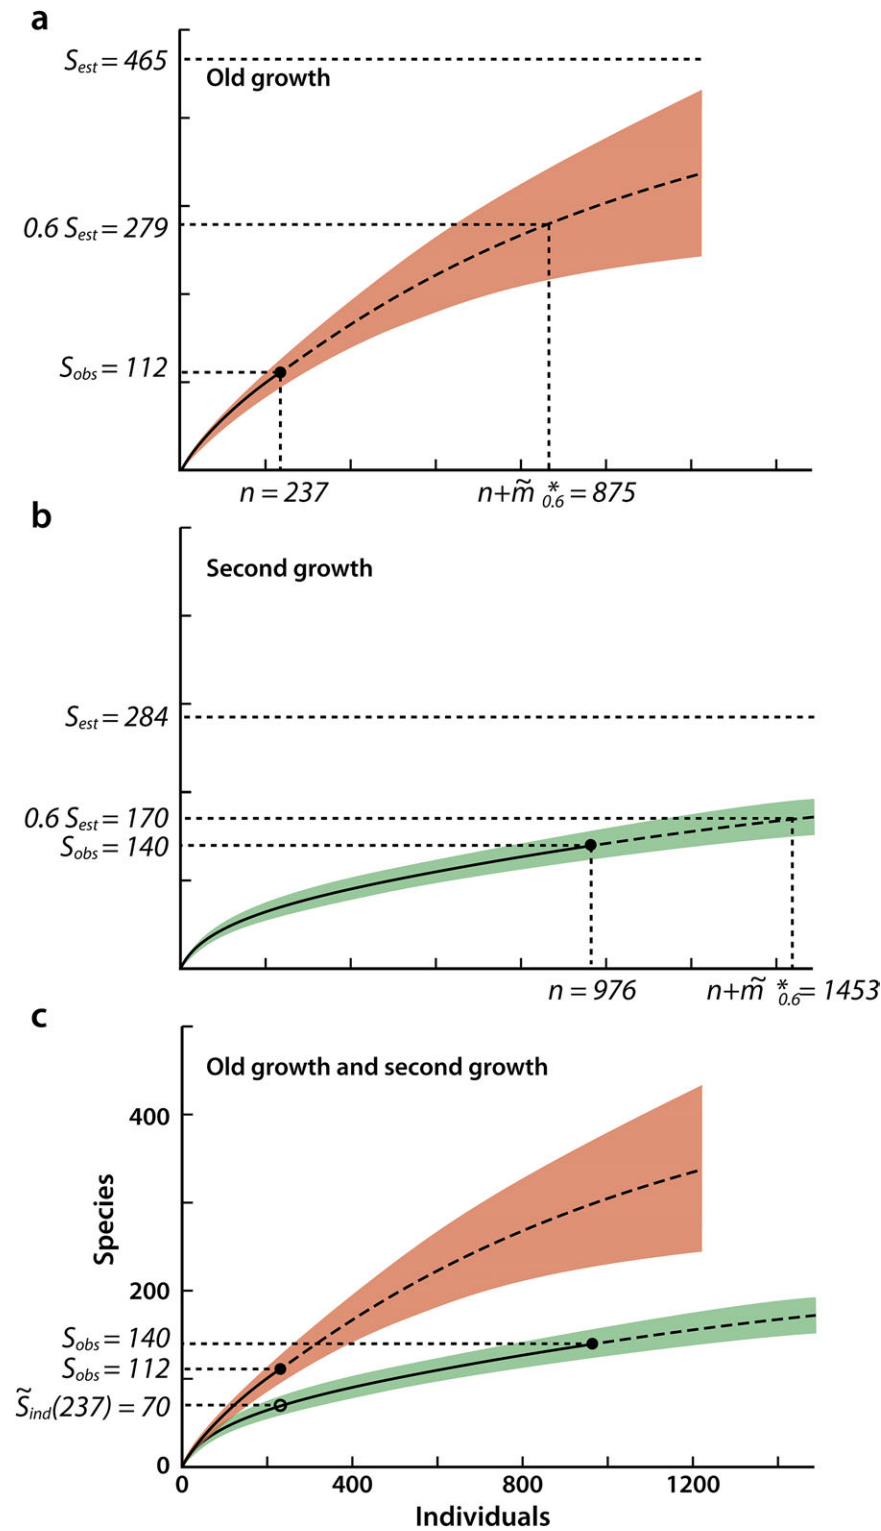 a
S_est = 465
Old growth
0.6 S_est = 279
S_obs = 112
n = 237
n+m̃*_0.6 = 875
b
Second growth
S_est = 284
0.6 S_est = 170
S_obs = 140
n = 976
n+m̃*_0.6 = 1453
c
Old growth and second growth
400
Species
200
S_obs = 140
S_obs = 112
S̃_ind(237) = 70
0
0 400 800 1200
Individuals